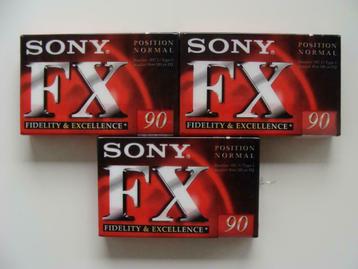 SONY
POSITION
NORMAL
FX
FIDELITY & EXCELLENCE
90
SONY
POSITION
NORMAL
FX
FIDELITY & EXCELLENCE
90
SONY
POSITION
NORMAL
FX
FIDELITY & EXCELLENCE
90